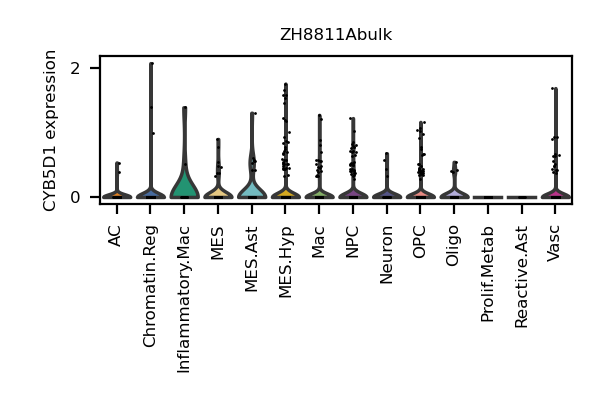 ZH8811Abulk
CYB5D1 expression
2
0
AC
Chromatin.Reg
Inflammatory.Mac
MES
MES.Ast
MES.Hyp
Mac
NPC
Neuron
OPC
Oligo
Prolif.Metab
Reactive.Ast
Vasc